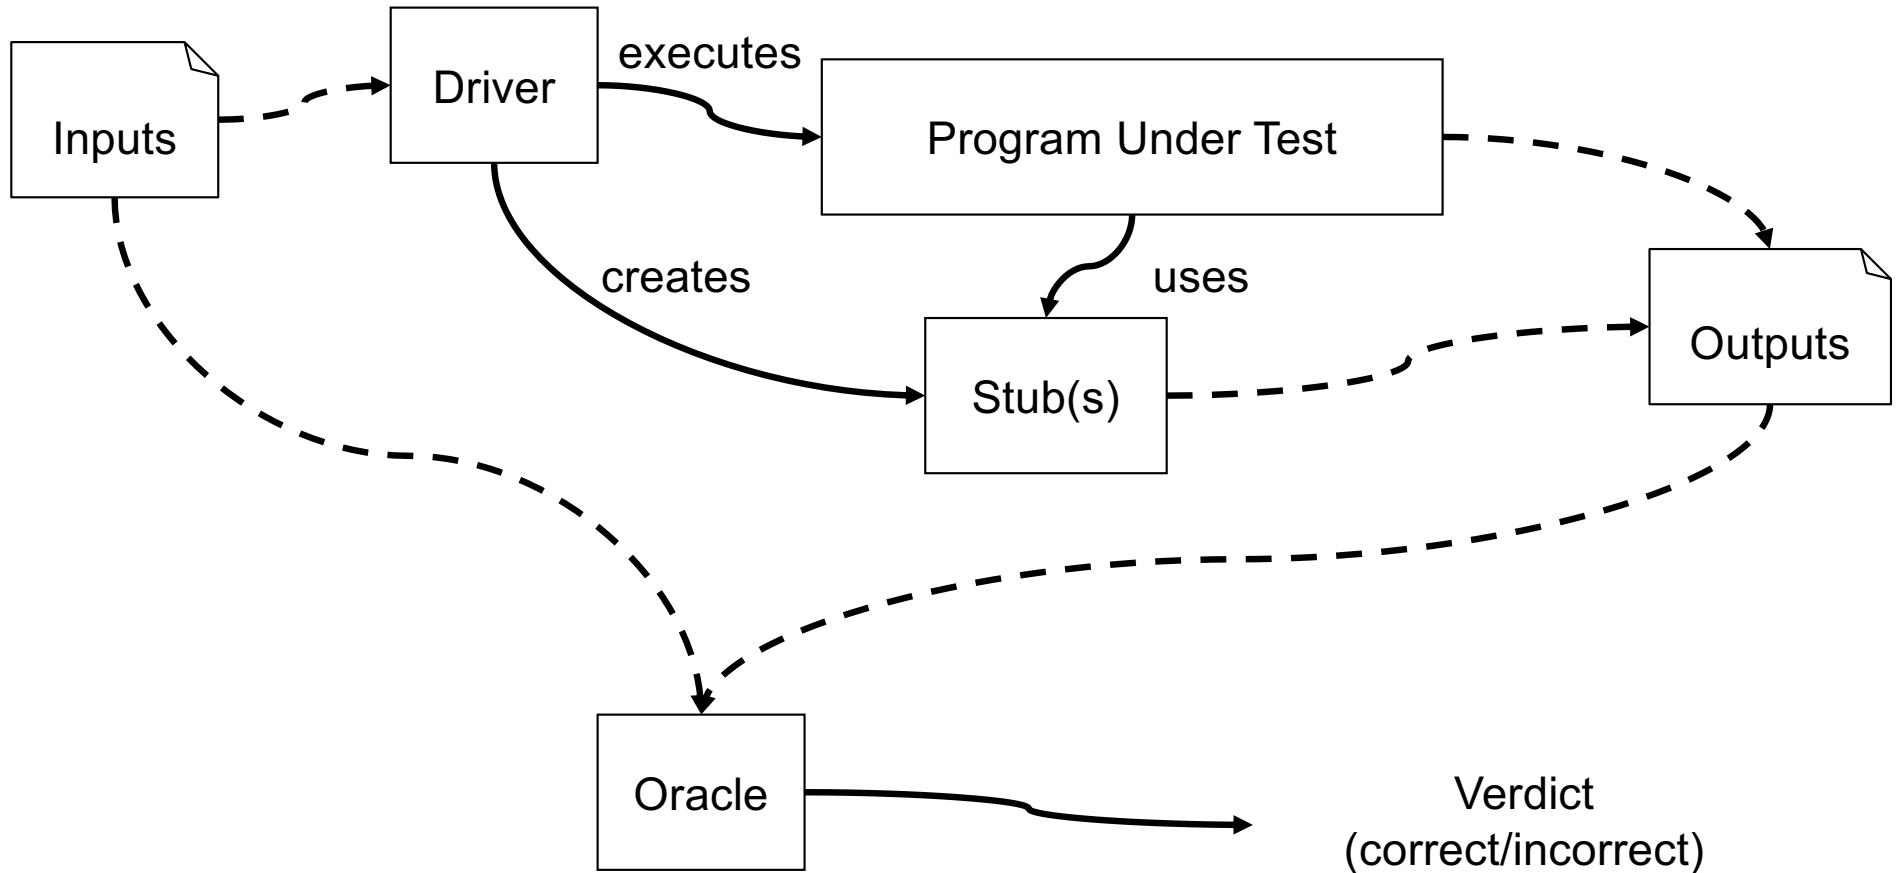 executes
Driver
Inputs
Program Under Test
creates
uses
Outputs
Stub(s)
Oracle
Verdict
(correct/incorrect)